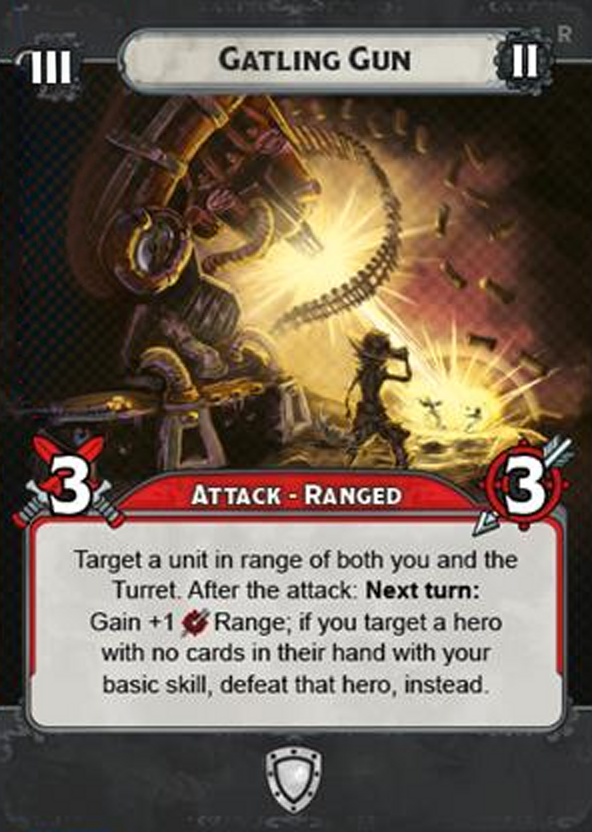 R
III
GATLING GUN
II
3
ATTACK - RANGED
3
Target a unit in range of both you and the
Turret. After the attack: Next turn:
Gain +1 Range; if you target a hero
with no cards in their hand with your
basic skill, defeat that hero, instead.